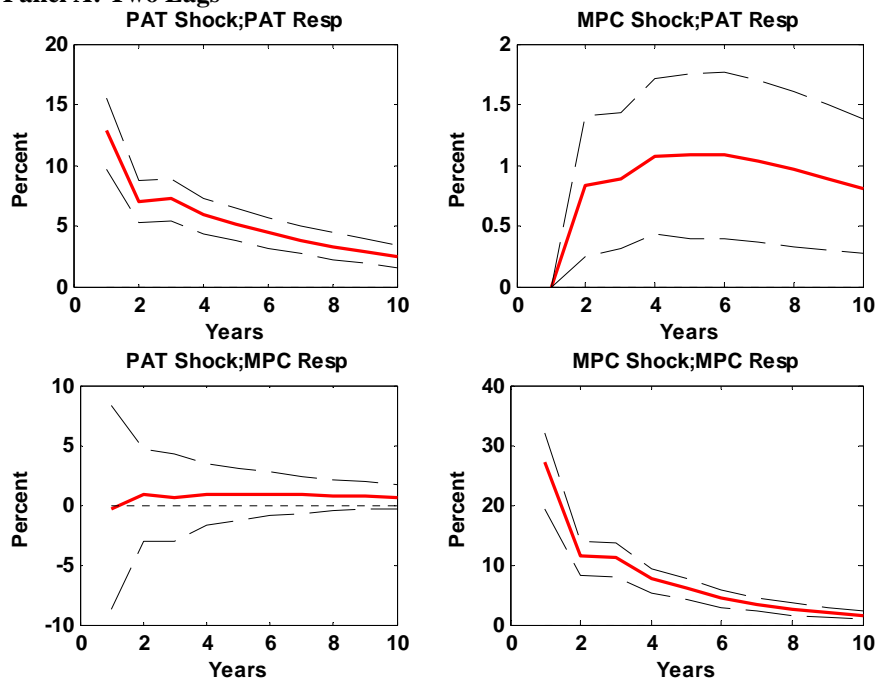 Panel A: Two Lags
PAT Shock;PAT Resp
20
15
10
5
0
Percent
0 2 4 6 8 10
Years
MPC Shock;PAT Resp
2
1.5
1
0.5
0
Percent
0 2 4 6 8 10
Years
PAT Shock;MPC Resp
10
5
0
-5
-10
Percent
0 2 4 6 8 10
Years
MPC Shock;MPC Resp
40
30
20
10
0
Percent
0 2 4 6 8 10
Years